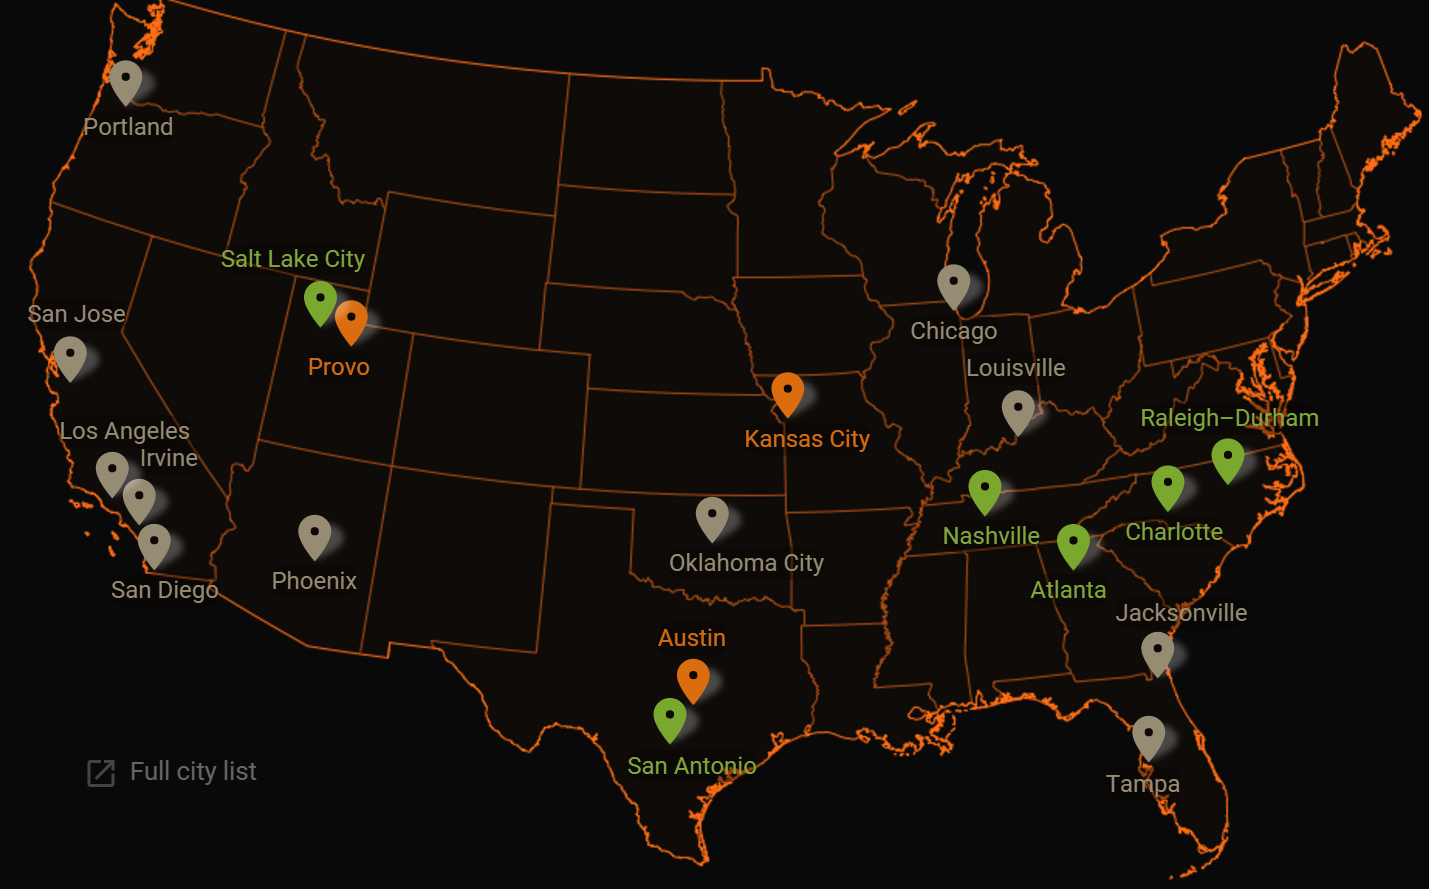 Portland
Salt Lake City
San Jose
Chicago
Provo
Louisville
Raleigh–Durham
Los Angeles
Kansas City
Irvine
Charlotte
Nashville
Oklahoma City
Phoenix
San Diego
Atlanta
Jacksonville
Austin
San Antonio
Full city list
Tampa